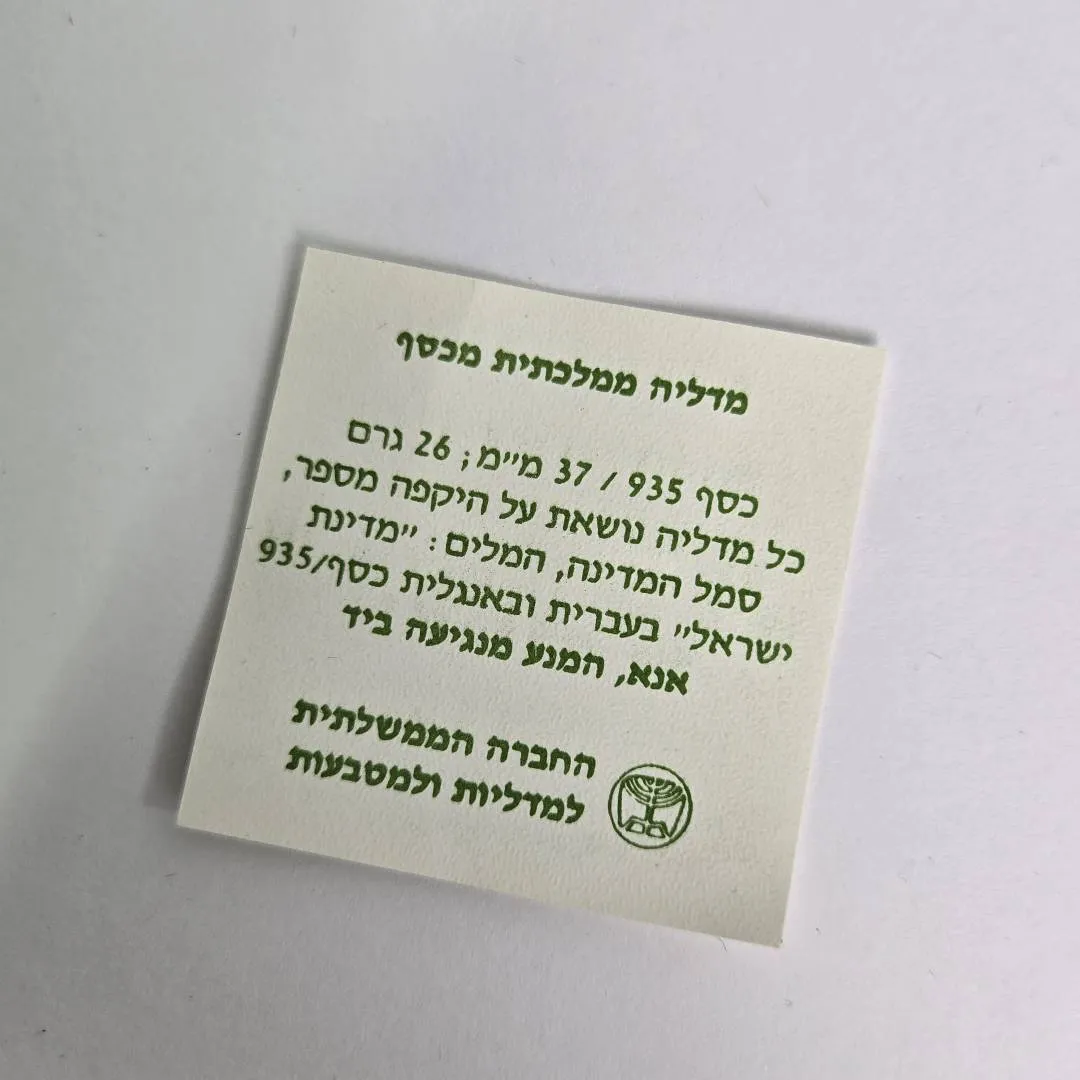 מדליה ממלכתית מכסף
כסף 935 / 37 מ״מ; 26 גרם
כל מדליה נושאת על היקפה מספר,
סמל המדינה, המלים: ״מדינת
ישראל״ בעברית ובאנגלית כסף/935
אנא, המנע מנגיעה ביד
החברה הממשלתית
למדליות ולמטבעות